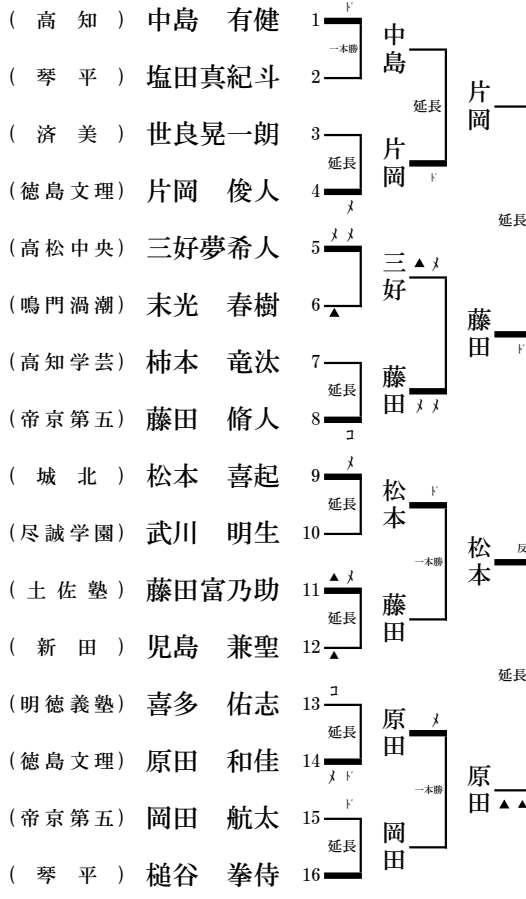 (高知) 中島 有健 1 ド
一本勝
(琴平) 塩田真紀斗 2
(済美) 世良晃一朗 3
延長
(徳島文理) 片岡 俊人 4 メ
(高松中央) 三好夢希人 5 メメ
(鳴門渦潮) 末光 春樹 6 ▲
(高知学芸) 柿本 竜汰 7
延長
(帝京第五) 藤田 脩人 8 コ
(城北) 松本 喜起 9 メ
延長
(尽誠学園) 武川 明生 10
(土佐塾) 藤田富乃助 11 ▲メ
延長
(新田) 児島 兼聖 12 ▲
(明徳義塾) 喜多 佑志 13 コ
延長
(徳島文理) 原田 和佳 14 メド
(帝京第五) 岡田 航太 15 ド
延長
(琴平) 槌谷 拳侍 16
中島
延長
片岡 ド
三好 ▲メ
藤田 メメ
松本 ド
一本勝
藤田
原田 メ
一本勝
岡田
片岡
延長
藤田 ド
松本 反
延長
原田 ▲▲